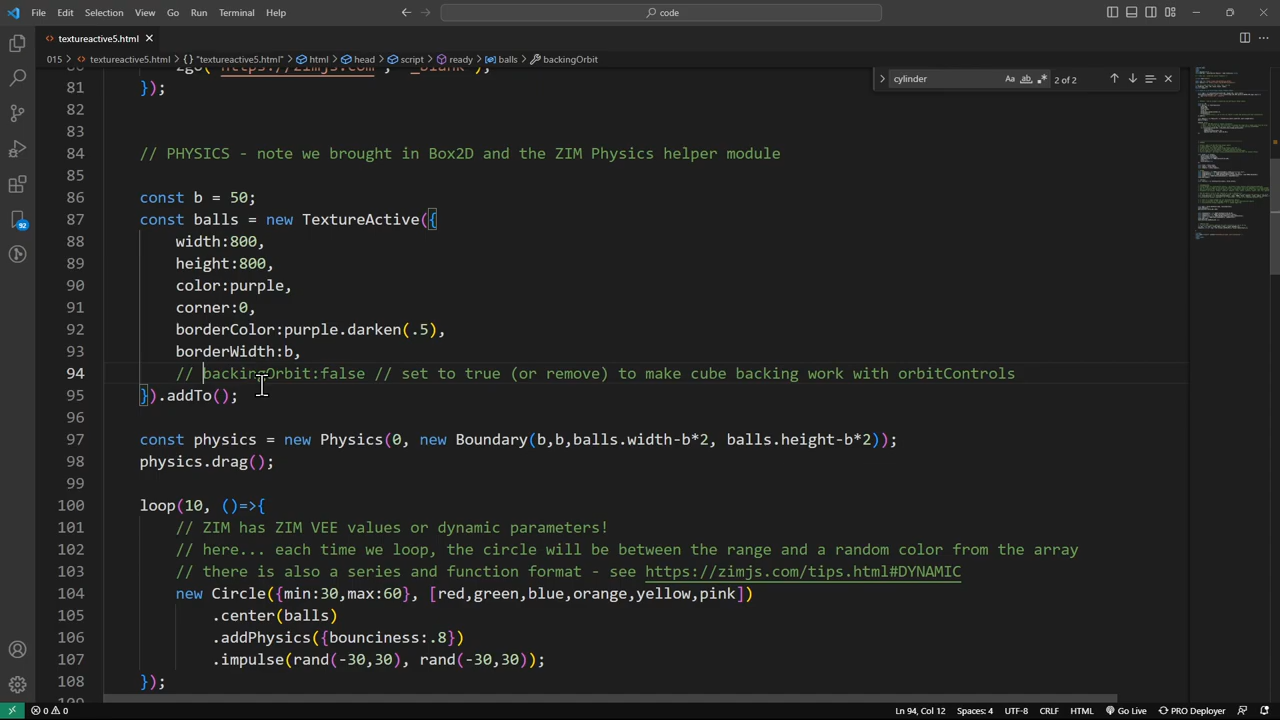 File Edit Selection View Go Run Terminal Help
code
textureactive5.html
015 > textureactive5.html > {} "textureactive5.html" > html > head > script > ready > balls > backingOrbit
cylinder Aa ab .* 2 of 2
80 zgo("https://zimjs.com", "_blank");
81 });
82
83
84 // PHYSICS - note we brought in Box2D and the ZIM Physics helper module
85
86 const b = 50;
87 const balls = new TextureActive({
88 width:800,
89 height:800,
90 color:purple,
91 corner:0,
92 borderColor:purple.darken(.5),
93 borderWidth:b,
94 // backingOrbit:false // set to true (or remove) to make cube backing work with orbitControls
95 }).addTo();
96
97 const physics = new Physics(0, new Boundary(b,b,balls.width-b*2, balls.height-b*2));
98 physics.drag();
99
100 loop(10, ()=>{
101 // ZIM has ZIM VEE values or dynamic parameters!
102 // here... each time we loop, the circle will be between the range and a random color from the array
103 // there is also a series and function format - see https://zimjs.com/tips.html#DYNAMIC
104 new Circle({min:30,max:60}, [red,green,blue,orange,yellow,pink])
105 .center(balls)
106 .addPhysics({bounciness:.8})
107 .impulse(rand(-30,30), rand(-30,30));
108 });
92
0 0 Ln 94, Col 12 Spaces: 4 UTF-8 CRLF HTML Go Live PRO Deployer